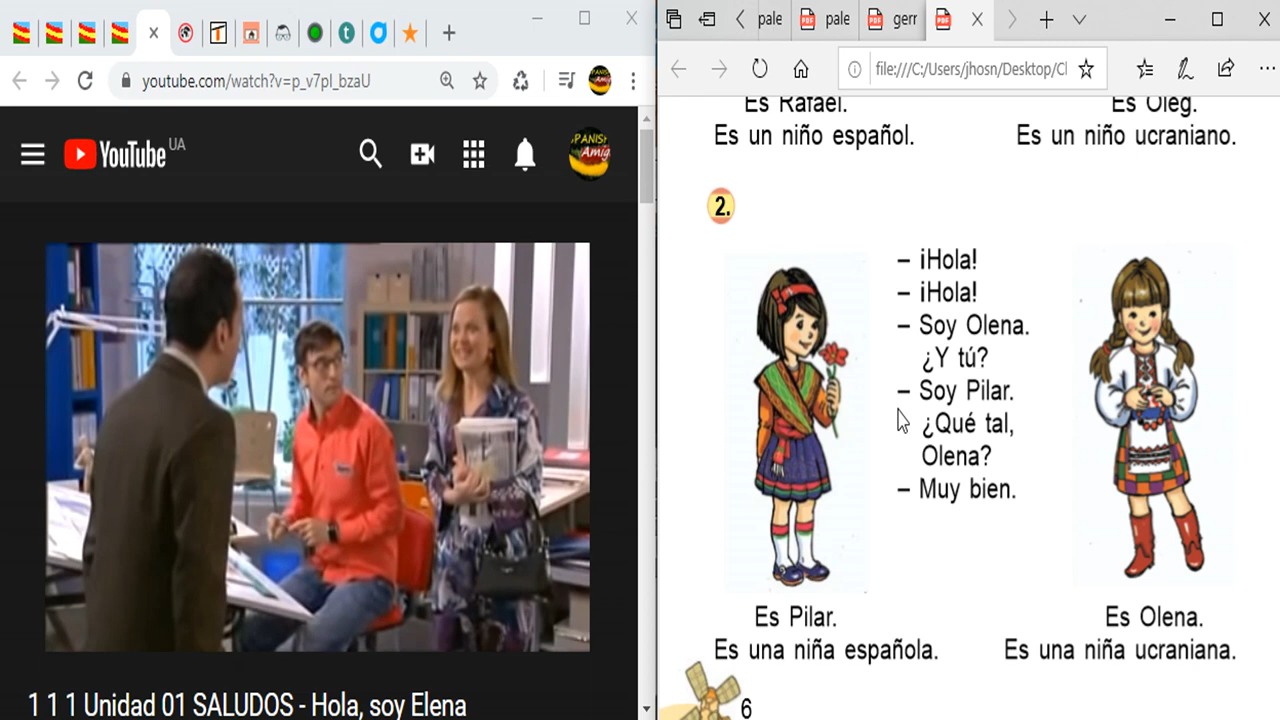 pale
pale
gerr
youtube.com/watch?v=p_v7pI_bzaU
file:///C:/Users/jhosn/Desktop/Cl
YouTube UA
PANISH
Amig
Es Rafael.
Es un niño español.
Es Oleg.
Es un niño ucraniano.
2.
– ¡Hola!
– ¡Hola!
– Soy Olena.
¿Y tú?
– Soy Pilar.
¿Qué tal,
Olena?
– Muy bien.
Es Pilar.
Es una niña española.
Es Olena.
Es una niña ucraniana.
6
1 1 1 Unidad 01 SALUDOS - Hola, soy Elena